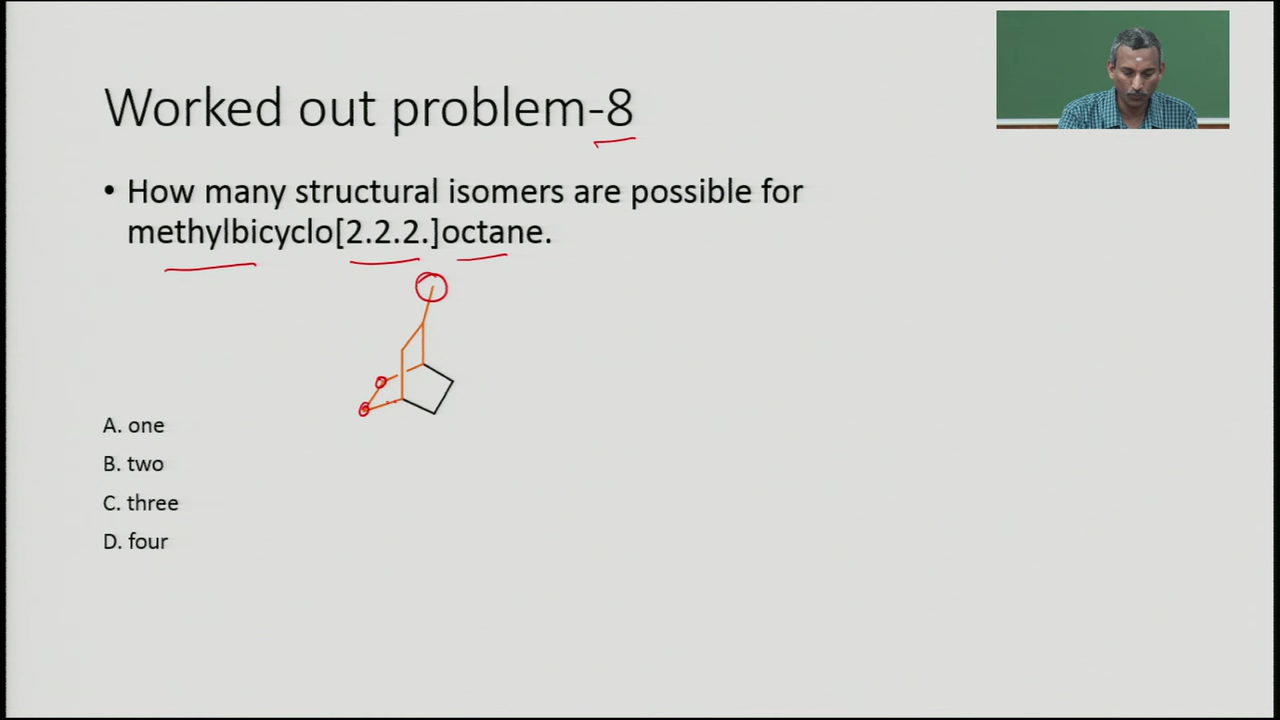 Worked out problem-8
• How many structural isomers are possible for
methylbicyclo[2.2.2.]octane.
A. one
B. two
C. three
D. four